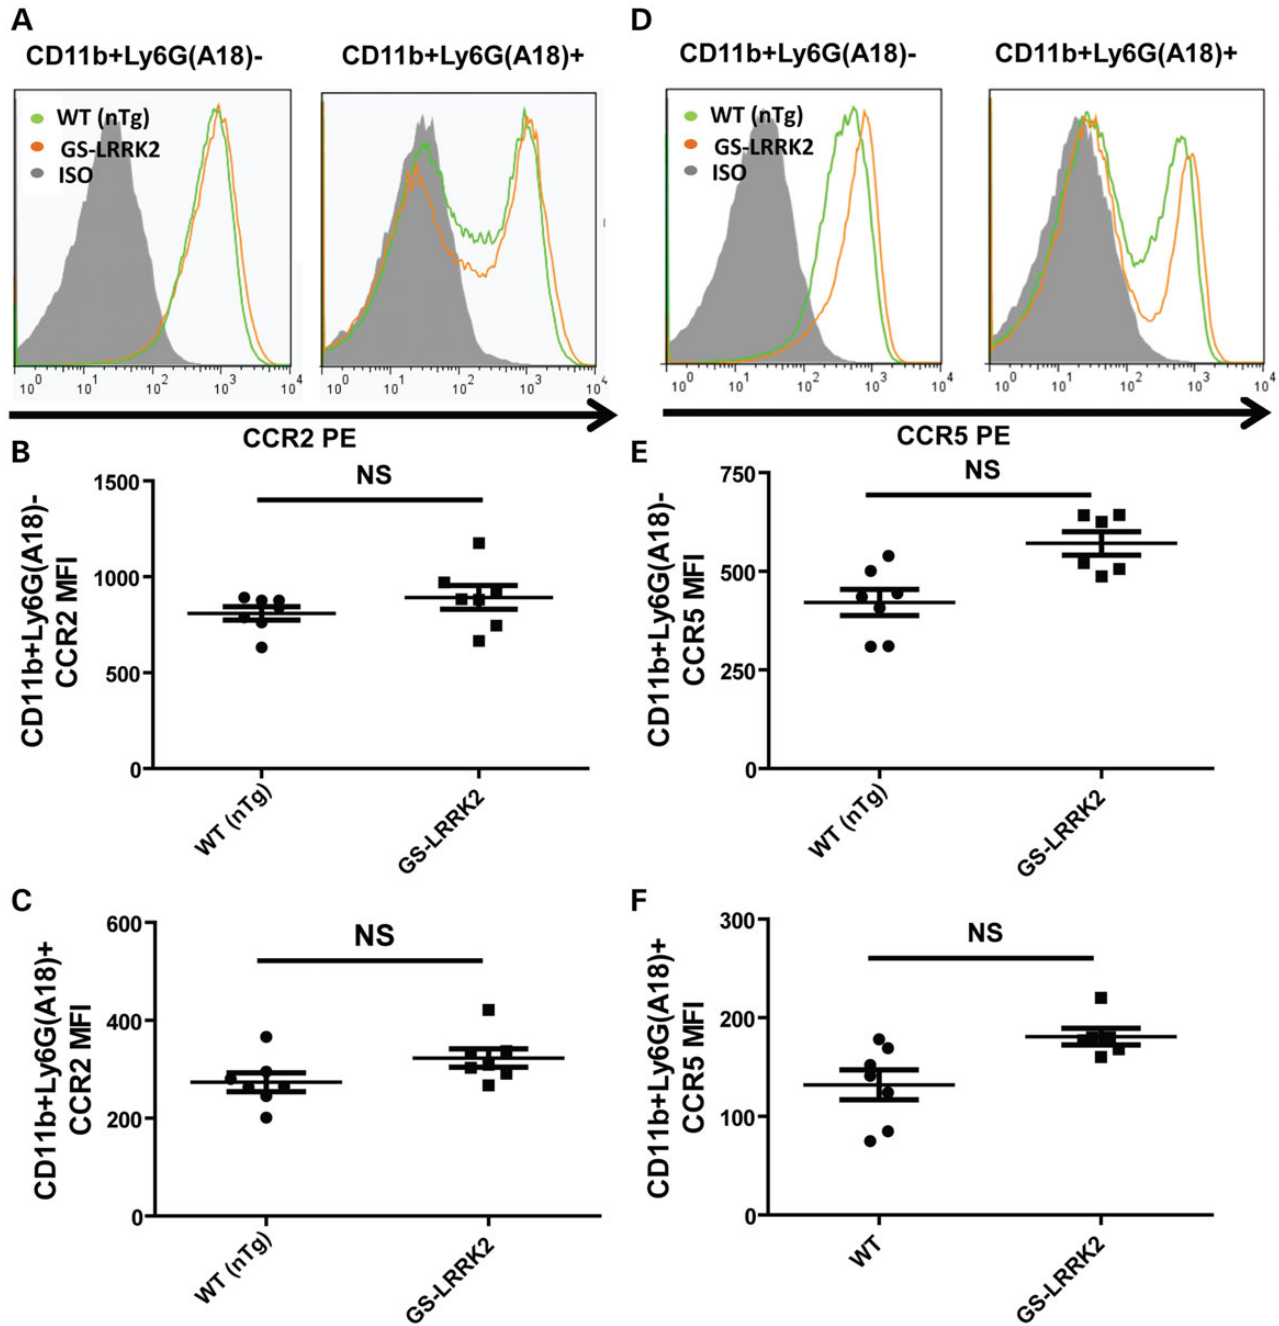 A
CD11b+Ly6G(A18)-
CD11b+Ly6G(A18)+
WT (nTg)
GS-LRRK2
ISO
10^0 10^1 10^2 10^3 10^4
10^0 10^1 10^2 10^3 10^4
CCR2 PE
D
CD11b+Ly6G(A18)-
CD11b+Ly6G(A18)+
WT (nTg)
GS-LRRK2
ISO
10^0 10^1 10^2 10^3 10^4
10^0 10^1 10^2 10^3 10^4
CCR5 PE
B
CD11b+Ly6G(A18)-
CCR2 MFI
1500
1000
500
0
NS
WT (nTg)
GS-LRRK2
E
CD11b+Ly6G(A18)-
CCR5 MFI
750
500
250
0
NS
WT (nTg)
GS-LRRK2
C
CD11b+Ly6G(A18)+
CCR2 MFI
600
400
200
0
NS
WT (nTg)
GS-LRRK2
F
CD11b+Ly6G(A18)+
CCR5 MFI
300
200
100
0
NS
WT
GS-LRRK2